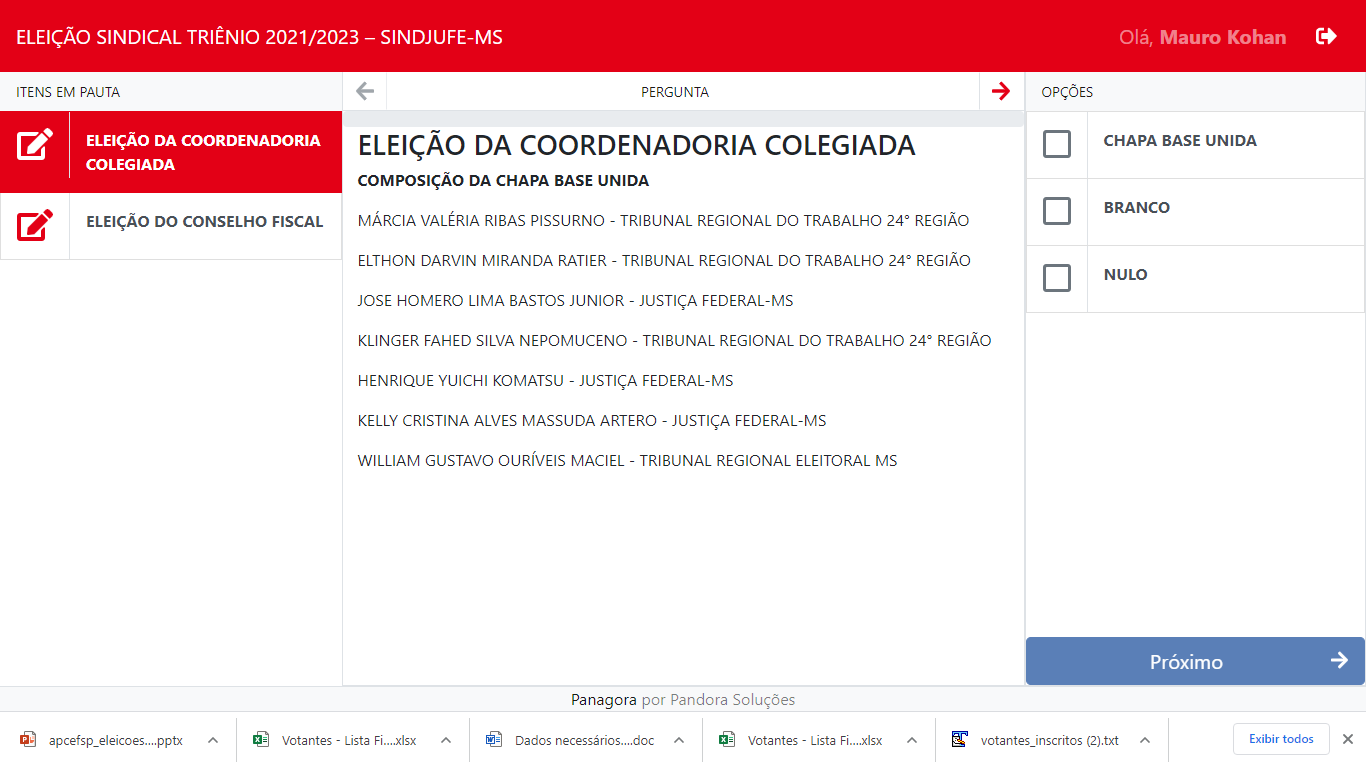 ELEIÇÃO SINDICAL TRIÊNIO 2021/2023 – SINDJUFE-MS
Olá, Mauro Kohan
ITENS EM PAUTA
ELEIÇÃO DA COORDENADORIA
COLEGIADA
ELEIÇÃO DO CONSELHO FISCAL
PERGUNTA
ELEIÇÃO DA COORDENADORIA COLEGIADA
COMPOSIÇÃO DA CHAPA BASE UNIDA
MÁRCIA VALÉRIA RIBAS PISSURNO - TRIBUNAL REGIONAL DO TRABALHO 24° REGIÃO
ELTHON DARVIN MIRANDA RATIER - TRIBUNAL REGIONAL DO TRABALHO 24° REGIÃO
JOSE HOMERO LIMA BASTOS JUNIOR - JUSTIÇA FEDERAL-MS
KLINGER FAHED SILVA NEPOMUCENO - TRIBUNAL REGIONAL DO TRABALHO 24° REGIÃO
HENRIQUE YUICHI KOMATSU - JUSTIÇA FEDERAL-MS
KELLY CRISTINA ALVES MASSUDA ARTERO - JUSTIÇA FEDERAL-MS
WILLIAM GUSTAVO OURÍVEIS MACIEL - TRIBUNAL REGIONAL ELEITORAL MS
OPÇÕES
CHAPA BASE UNIDA
BRANCO
NULO
Próximo
Panagora por Pandora Soluções
apcefsp_eleicoes....pptx
Votantes - Lista Fi....xlsx
Dados necessários....doc
Votantes - Lista Fi....xlsx
votantes_inscritos (2).txt
Exibir todos